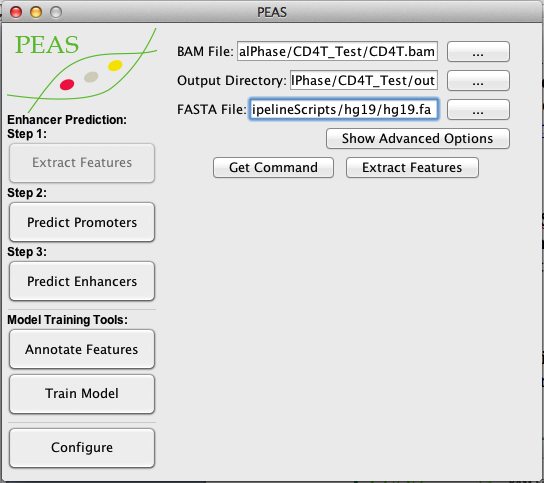 PEAS
PEAS
BAM File: alPhase/CD4T_Test/CD4T.bam ...
Output Directory: lPhase/CD4T_Test/out ...
FASTA File: ipelineScripts/hg19/hg19.fa ...
Show Advanced Options
Get Command Extract Features
Enhancer Prediction:
Step 1:
Extract Features
Step 2:
Predict Promoters
Step 3:
Predict Enhancers
Model Training Tools:
Annotate Features
Train Model
Configure